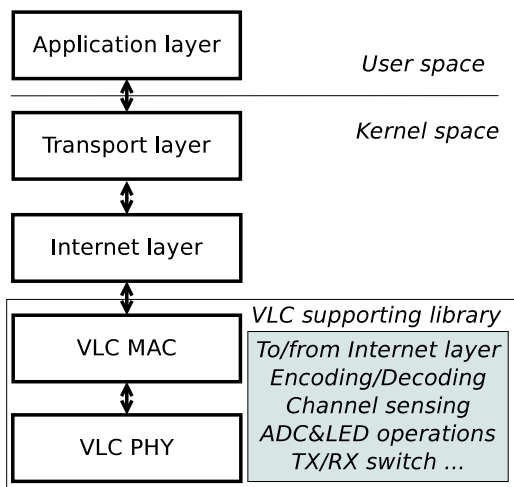 Application layer
User space
Kernel space
Transport layer
Internet layer
VLC supporting library
VLC MAC
To/from Internet layer
Encoding/Decoding
Channel sensing
ADC&LED operations
TX/RX switch ...
VLC PHY